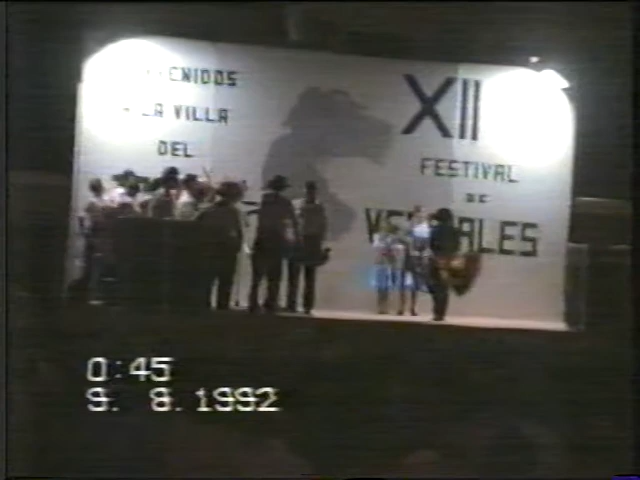 ENIDOS
LA VILLA
DEL
XII
FESTIVAL
DE
ALES
0:45
9. 8.1992